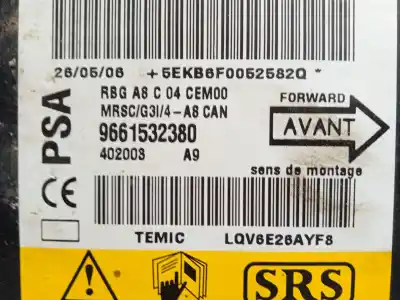 26/05/06 +5EKB6F0052582Q *
PSA
RBG A8 C 04 CEM00
MRSC/G3I/4-A8 CAN
9661532380
402003 A9
FORWARD
AVANT
sens de montage
CE
TEMIC LQV6E26AYF8
SRS